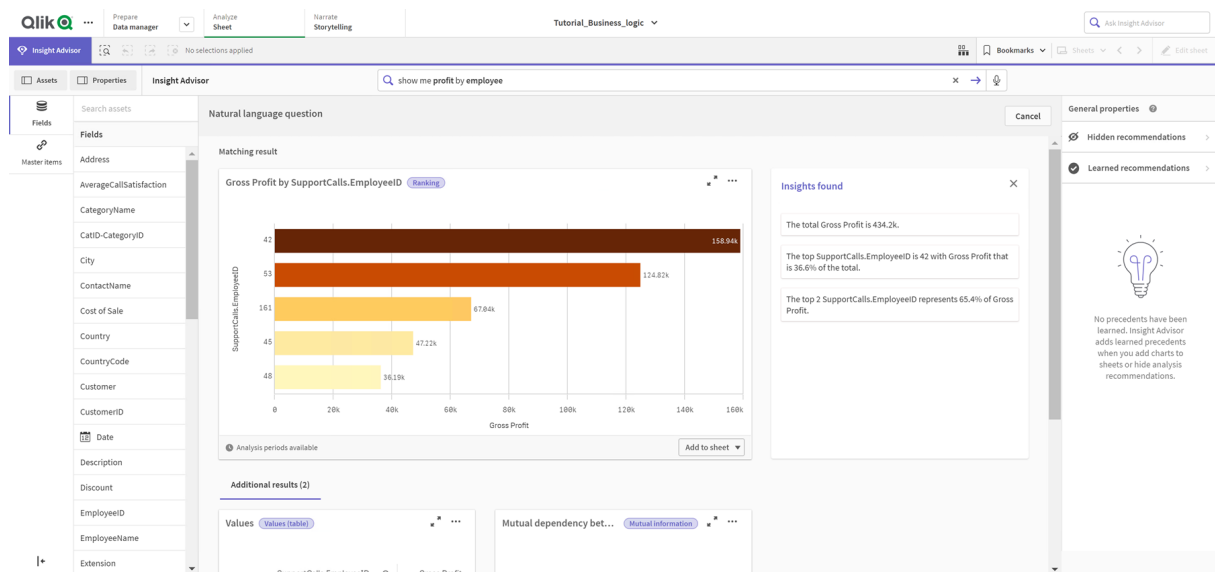 Qlik
Prepare
Data manager
Analyze
Sheet
Narrate
Storytelling
Tutorial_Business_logic
Ask Insight Advisor
Insight Advisor
No selections applied
Bookmarks
Sheets
Edit sheet
Assets
Properties
Insight Advisor
show me profit by employee
Fields
Master items
Search assets
Fields
Address
AverageCallSatisfaction
CategoryName
CatID-CategoryID
City
ContactName
Cost of Sale
Country
CountryCode
Customer
CustomerID
Date
Description
Discount
EmployeeID
EmployeeName
Extension
Natural language question
Cancel
Matching result
Gross Profit by SupportCalls.EmployeeID
Ranking
SupportCalls.EmployeeID
42
158.94k
53
124.82k
161
67.04k
45
47.22k
48
36.19k
0 20k 40k 60k 80k 100k 120k 140k 160k
Gross Profit
Analysis periods available
Add to sheet
Insights found
The total Gross Profit is 434.2k.
The top SupportCalls.EmployeeID is 42 with Gross Profit that
is 36.6% of the total.
The top 2 SupportCalls.EmployeeID represents 65.4% of Gross
Profit.
Additional results (2)
Values
Values (table)
Mutual dependency bet...
Mutual information
General properties
Hidden recommendations
Learned recommendations
No precedents have been
learned. Insight Advisor
adds learned precedents
when you add charts to
sheets or hide analysis
recommendations.